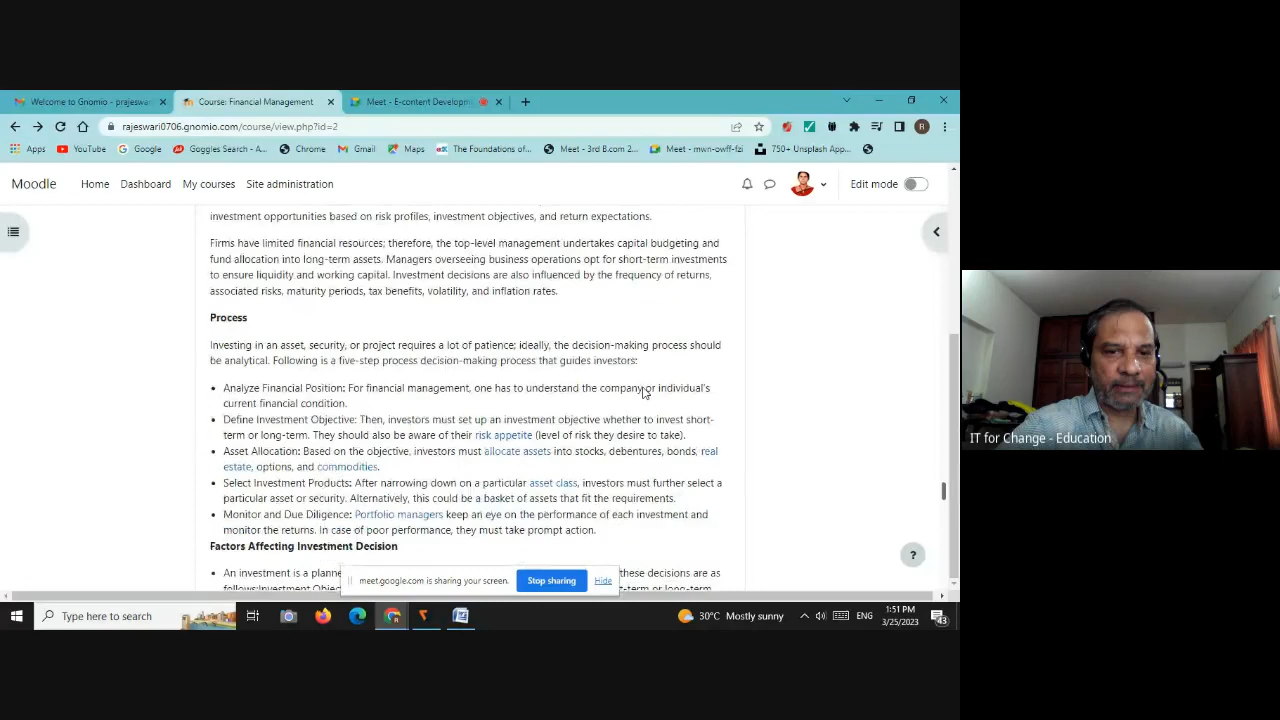 Welcome to Gnomio - prajeswari
Course: Financial Management
Meet - E-content Developm
rajeswari0706.gnomio.com/course/view.php?id=2
R
Apps
YouTube
Google
Goggles Search - A...
Chrome
Gmail
Maps
The Foundations of...
Meet - 3rd B.com 2...
Meet - mwn-owff-fzi
750+ Unsplash App...
Moodle
Home
Dashboard
My courses
Site administration
Edit mode
investment opportunities based on risk profiles, investment objectives, and return expectations.
Firms have limited financial resources; therefore, the top-level management undertakes capital budgeting and
fund allocation into long-term assets. Managers overseeing business operations opt for short-term investments
to ensure liquidity and working capital. Investment decisions are also influenced by the frequency of returns,
associated risks, maturity periods, tax benefits, volatility, and inflation rates.
Process
Investing in an asset, security, or project requires a lot of patience; ideally, the decision-making process should
be analytical. Following is a five-step process decision-making process that guides investors:
• Analyze Financial Position: For financial management, one has to understand the company or individual's
current financial condition.
• Define Investment Objective: Then, investors must set up an investment objective whether to invest short-
term or long-term. They should also be aware of their risk appetite (level of risk they desire to take).
• Asset Allocation: Based on the objective, investors must allocate assets into stocks, debentures, bonds, real
estate, options, and commodities.
• Select Investment Products: After narrowing down on a particular asset class, investors must further select a
particular asset or security. Alternatively, this could be a basket of assets that fit the requirements.
• Monitor and Due Diligence: Portfolio managers keep an eye on the performance of each investment and
monitor the returns. In case of poor performance, they must take prompt action.
Factors Affecting Investment Decision
• An investment is a planne
these decisions are as
follows:Investment Obje
rt-term or long-term
meet.google.com is sharing your screen.
Stop sharing
Hide
?
Type here to search
30°C Mostly sunny
ENG
1:51 PM
3/25/2023
43
IT for Change - Education